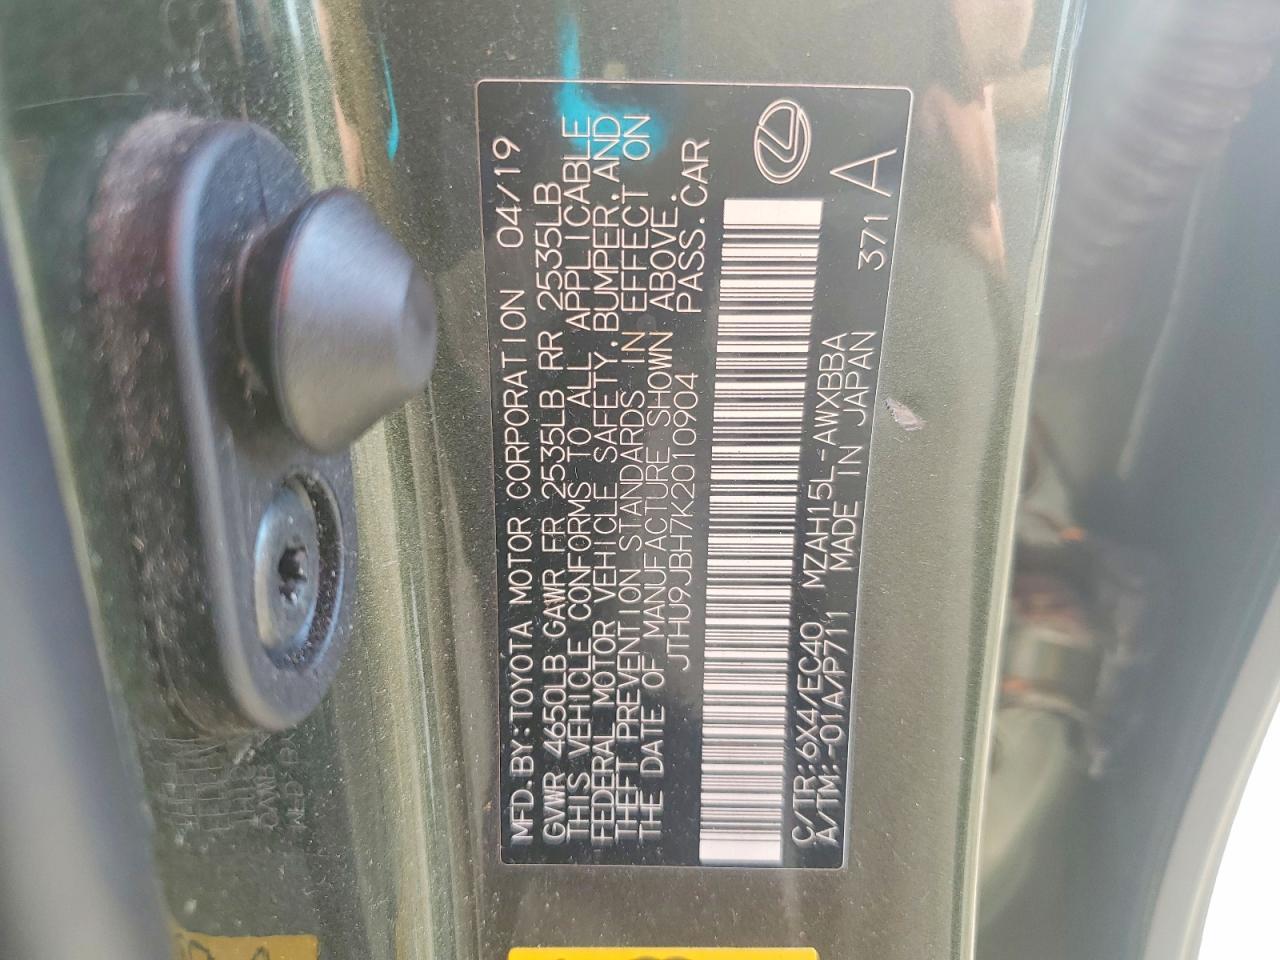 MFD.BY:TOYOTA MOTOR CORPORATION 04/19
GVWR 4650LB GAWR FR 2535LB RR 2535LB
THIS VEHICLE CONFORMS TO ALL APPLICABLE
FEDERAL MOTOR VEHICLE SAFETY,BUMPER,AND
THEFT PREVENTION STANDARDS IN EFFECT ON
THE DATE OF MANUFACTURE SHOWN ABOVE.
JTHU9JBH7K2010904 PASS.CAR
C/TR:6X4/EC40 MZAH15L-AWXBBA 371 A
A/TM:-01A/P711 MADE IN JAPAN